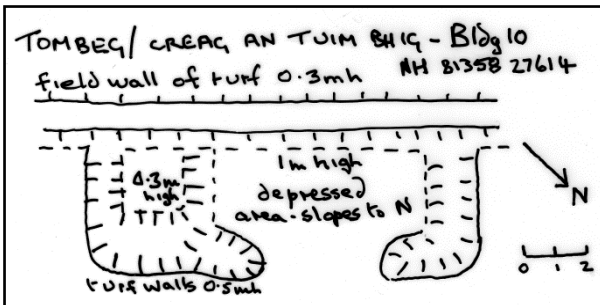 TOMBEG/ CREAG AN TUIM BHIG - Bldg 10
NH 81358 27614
field wall of turf 0.3mh
0.3m high
1m high
depressed
area-slopes to N
N
turf walls 0.5mh
0 1 2